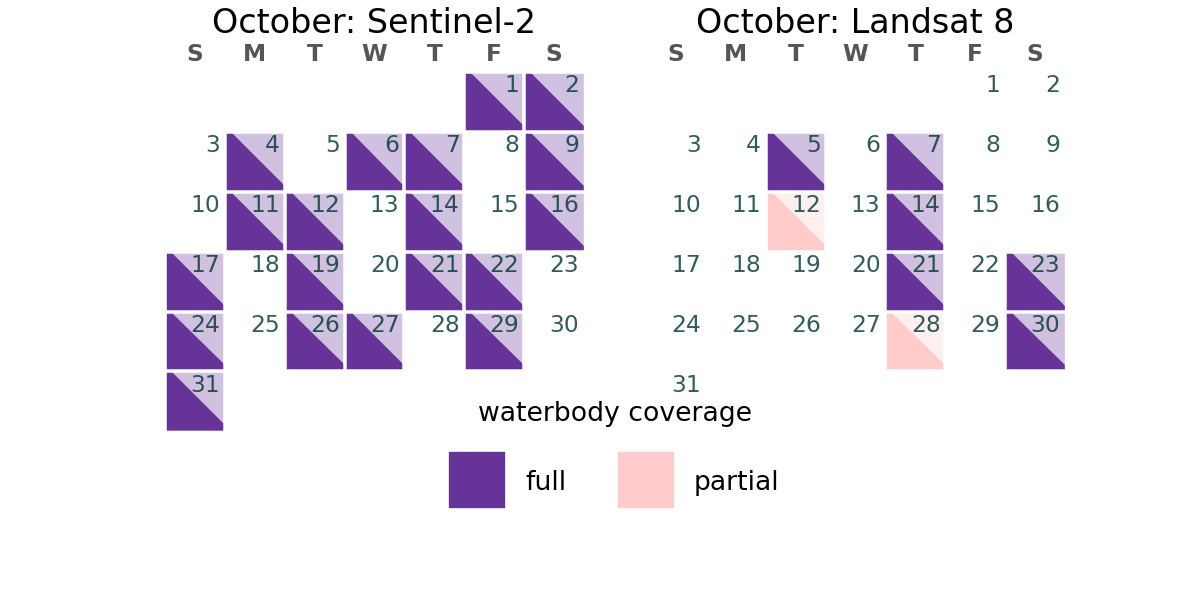 October: Sentinel-2
S M T W T F S
1 2
3 4 5 6 7 8 9
10 11 12 13 14 15 16
17 18 19 20 21 22 23
24 25 26 27 28 29 30
31
October: Landsat 8
S M T W T F S
1 2
3 4 5 6 7 8 9
10 11 12 13 14 15 16
17 18 19 20 21 22 23
24 25 26 27 28 29 30
31
waterbody coverage
full partial